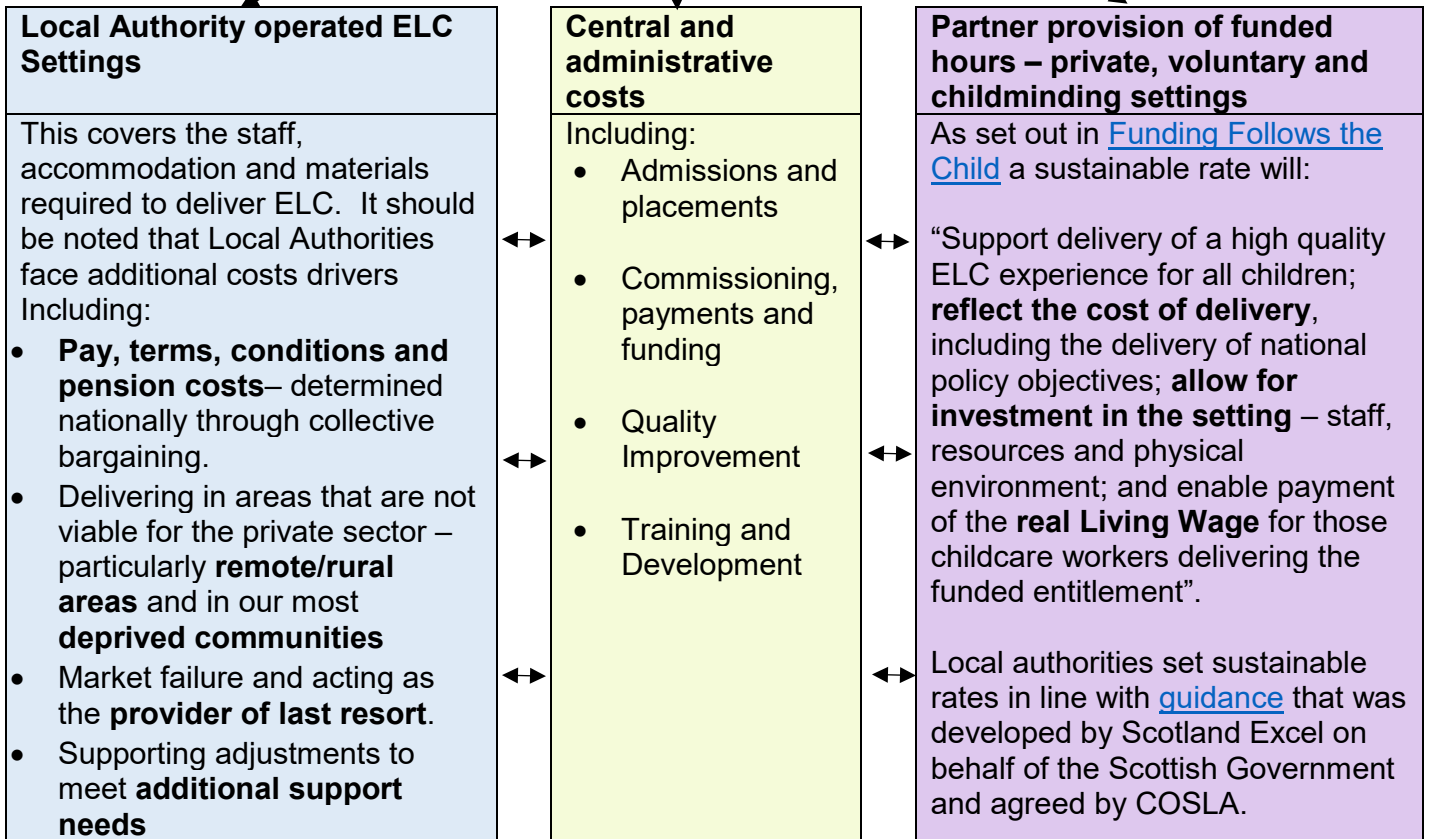 Local Authority operated ELC
Settings
This covers the staff,
accommodation and materials
required to deliver ELC.  It should
be noted that Local Authorities
face additional costs drivers
Including:
• Pay, terms, conditions and
pension costs– determined
nationally through collective
bargaining.
• Delivering in areas that are not
viable for the private sector –
particularly remote/rural
areas and in our most
deprived communities
• Market failure and acting as
the provider of last resort.
• Supporting adjustments to
meet additional support
needs
Central and
administrative
costs
Including:
• Admissions and
placements
• Commissioning,
payments and
funding
• Quality
Improvement
• Training and
Development
Partner provision of funded
hours – private, voluntary and
childminding settings
As set out in Funding Follows the
Child a sustainable rate will:
“Support delivery of a high quality
ELC experience for all children;
reflect the cost of delivery,
including the delivery of national
policy objectives; allow for
investment in the setting – staff,
resources and physical
environment; and enable payment
of the real Living Wage for those
childcare workers delivering the
funded entitlement”.
Local authorities set sustainable
rates in line with guidance that was
developed by Scotland Excel on
behalf of the Scottish Government
and agreed by COSLA.